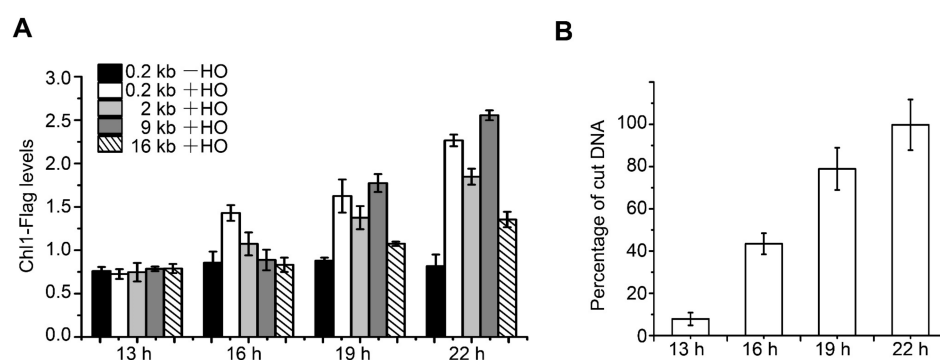 A
B
0.2 kb －HO
0.2 kb ＋HO
2 kb ＋HO
9 kb ＋HO
16 kb ＋HO
Chl1-Flag levels
3.0
2.5
2.0
1.5
1.0
0.5
0.0
13 h
16 h
19 h
22 h
Percentage of cut DNA
100
80
60
40
20
0
13 h
16 h
19 h
22 h